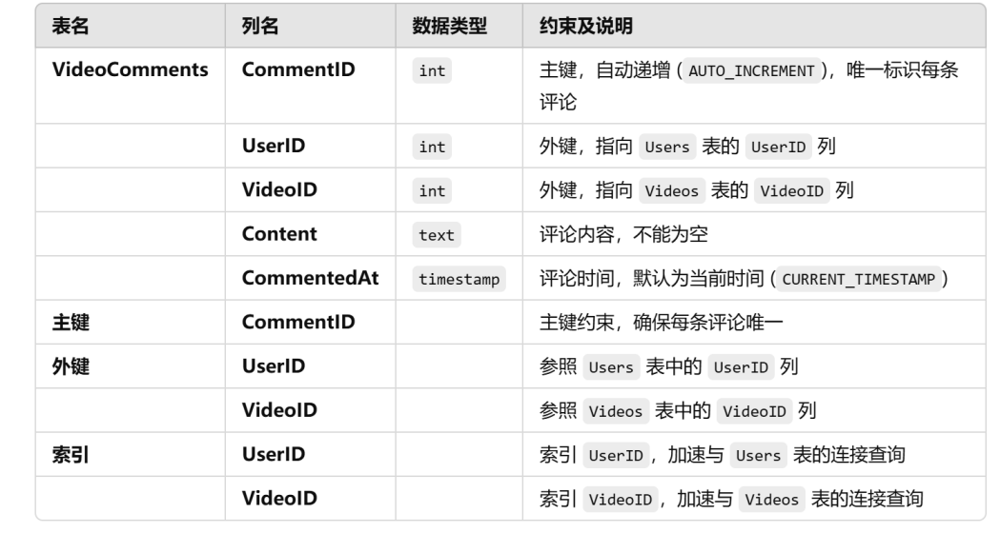 表名 列名 数据类型 约束及说明
VideoComments CommentID int 主键，自动递增 ( AUTO_INCREMENT )，唯一标识每条
评论
UserID int 外键，指向 Users 表的 UserID 列
VideoID int 外键，指向 Videos 表的 VideoID 列
Content text 评论内容，不能为空
CommentedAt timestamp 评论时间，默认为当前时间 ( CURRENT_TIMESTAMP )
主键 CommentID 主键约束，确保每条评论唯一
外键 UserID 参照 Users 表中的 UserID 列
VideoID 参照 Videos 表中的 VideoID 列
索引 UserID 索引 UserID ，加速与 Users 表的连接查询
VideoID 索引 VideoID ，加速与 Videos 表的连接查询